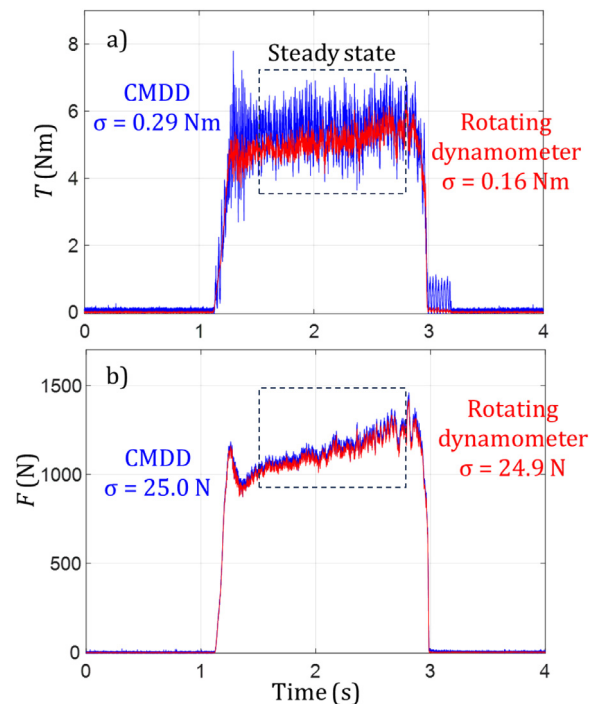 a)
Steady state
CMDD
σ = 0.29 Nm
Rotating
dynamometer
σ = 0.16 Nm
T (Nm)
8
6
4
2
0
0 1 2 3 4
b)
CMDD
σ = 25.0 N
Rotating
dynamometer
σ = 24.9 N
F (N)
1500
1000
500
0
0 1 2 3 4
Time (s)